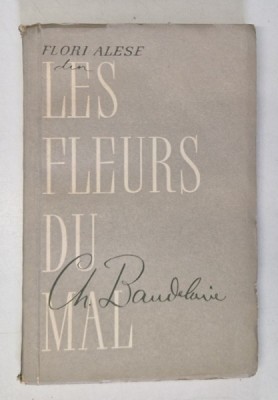 FLORI ALESE
din
LES
FLEURS
DU
Ch. Baudelaire
MAL